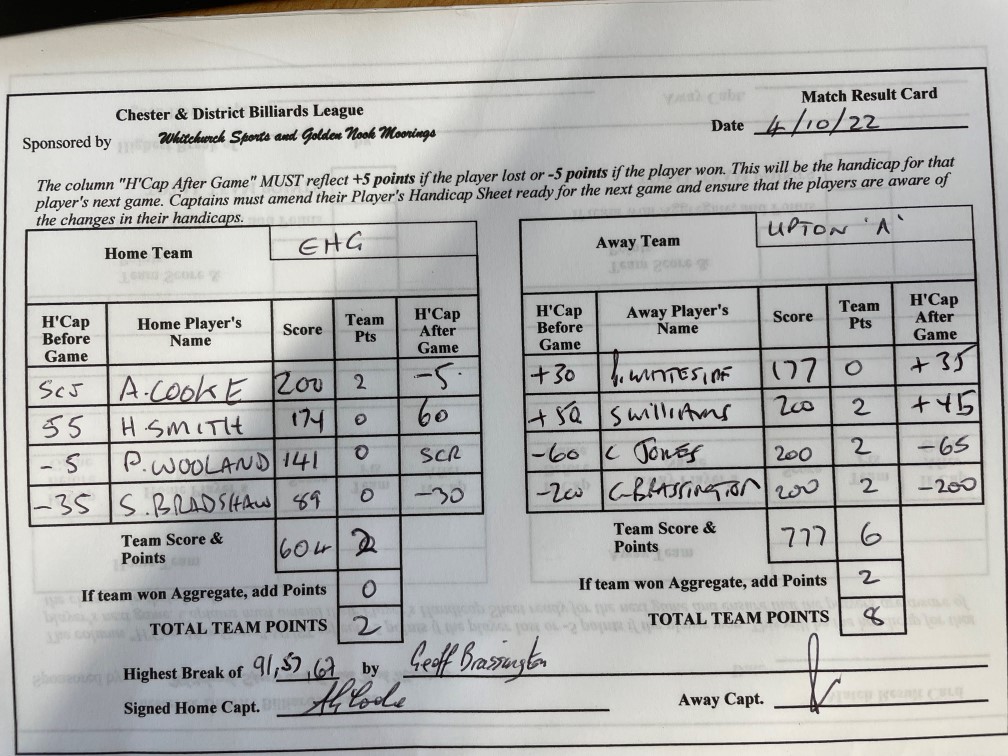 Chester & District Billiards League
Match Result Card
Sponsored by Whitchurch Sports and Golden Nook Moorings
Date 4/10/22
The column "H'Cap After Game" MUST reflect +5 points if the player lost or -5 points if the player won. This will be the handicap for that
player's next game. Captains must amend their Player's Handicap Sheet ready for the next game and ensure that the players are aware of
the changes in their handicaps.
Home Team EHG
H'Cap Before Game Home Player's Name Score Team Pts H'Cap After Game
Scr A.COOKE 200 2 -5
55 H.SMITH 174 0 60
-5 P.WOOLAND 141 0 SCR
-35 S.BRADSHAW 89 0 -30
Team Score & Points 604 2
If team won Aggregate, add Points 0
TOTAL TEAM POINTS 2
Away Team UPTON 'A'
H'Cap Before Game Away Player's Name Score Team Pts H'Cap After Game
+30 WHITESIDE 177 0 +35
+50 S WILLIAMS 200 2 +45
-60 C JONES 200 2 -65
-200 G-BRASSINGTON 200 2 -200
Team Score & Points 777 6
If team won Aggregate, add Points 2
TOTAL TEAM POINTS 8
Highest Break of 91,57,67 by Geoff Brassington
Signed Home Capt.
Away Capt.